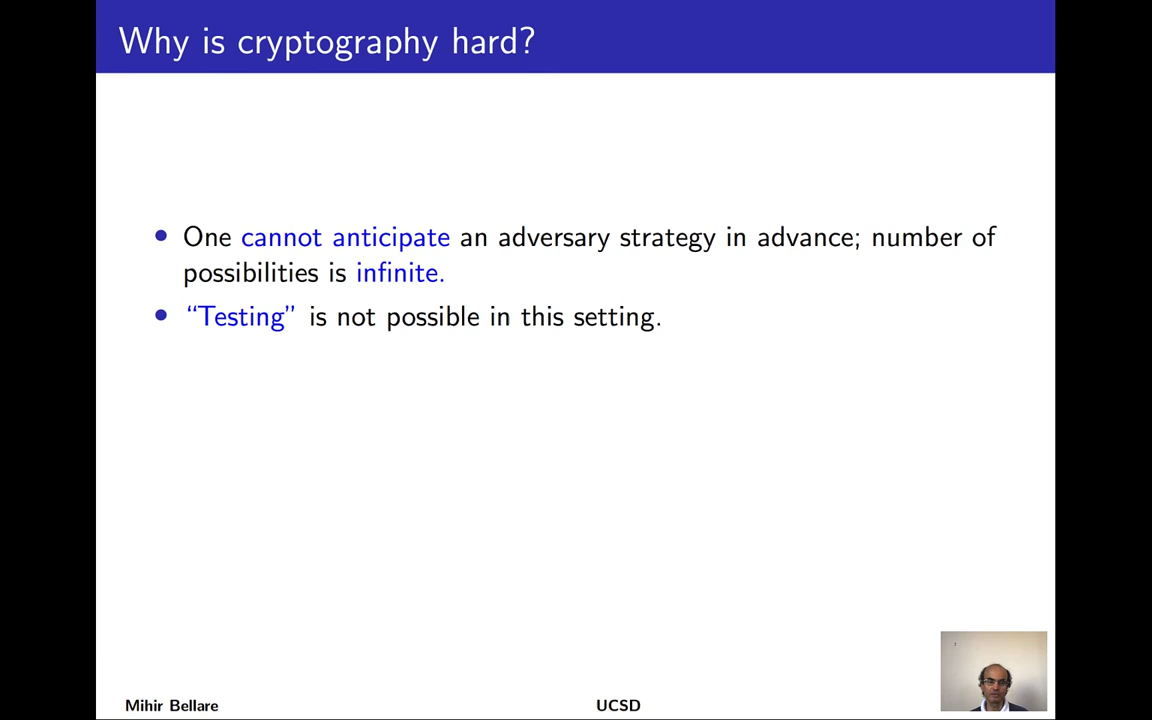 Why is cryptography hard?
• One cannot anticipate an adversary strategy in advance; number of
possibilities is infinite.
• “Testing” is not possible in this setting.
Mihir Bellare UCSD